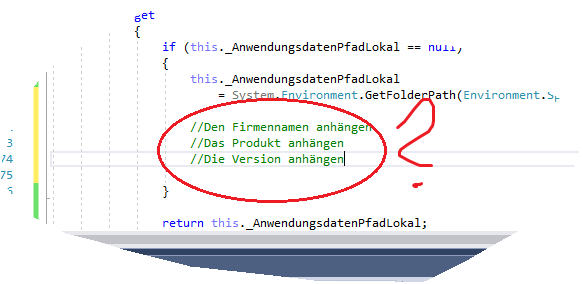 get
{
if (this._AnwendungsdatenPfadLokal == null,
{
this._AnwendungsdatenPfadLokal
= System.Environment.GetFolderPath(Environment.Sp
//Den Firmennamen anhängen
3 //Das Produkt anhängen
74 //Die Version anhängen
75
}
return this._AnwendungsdatenPfadLokal;